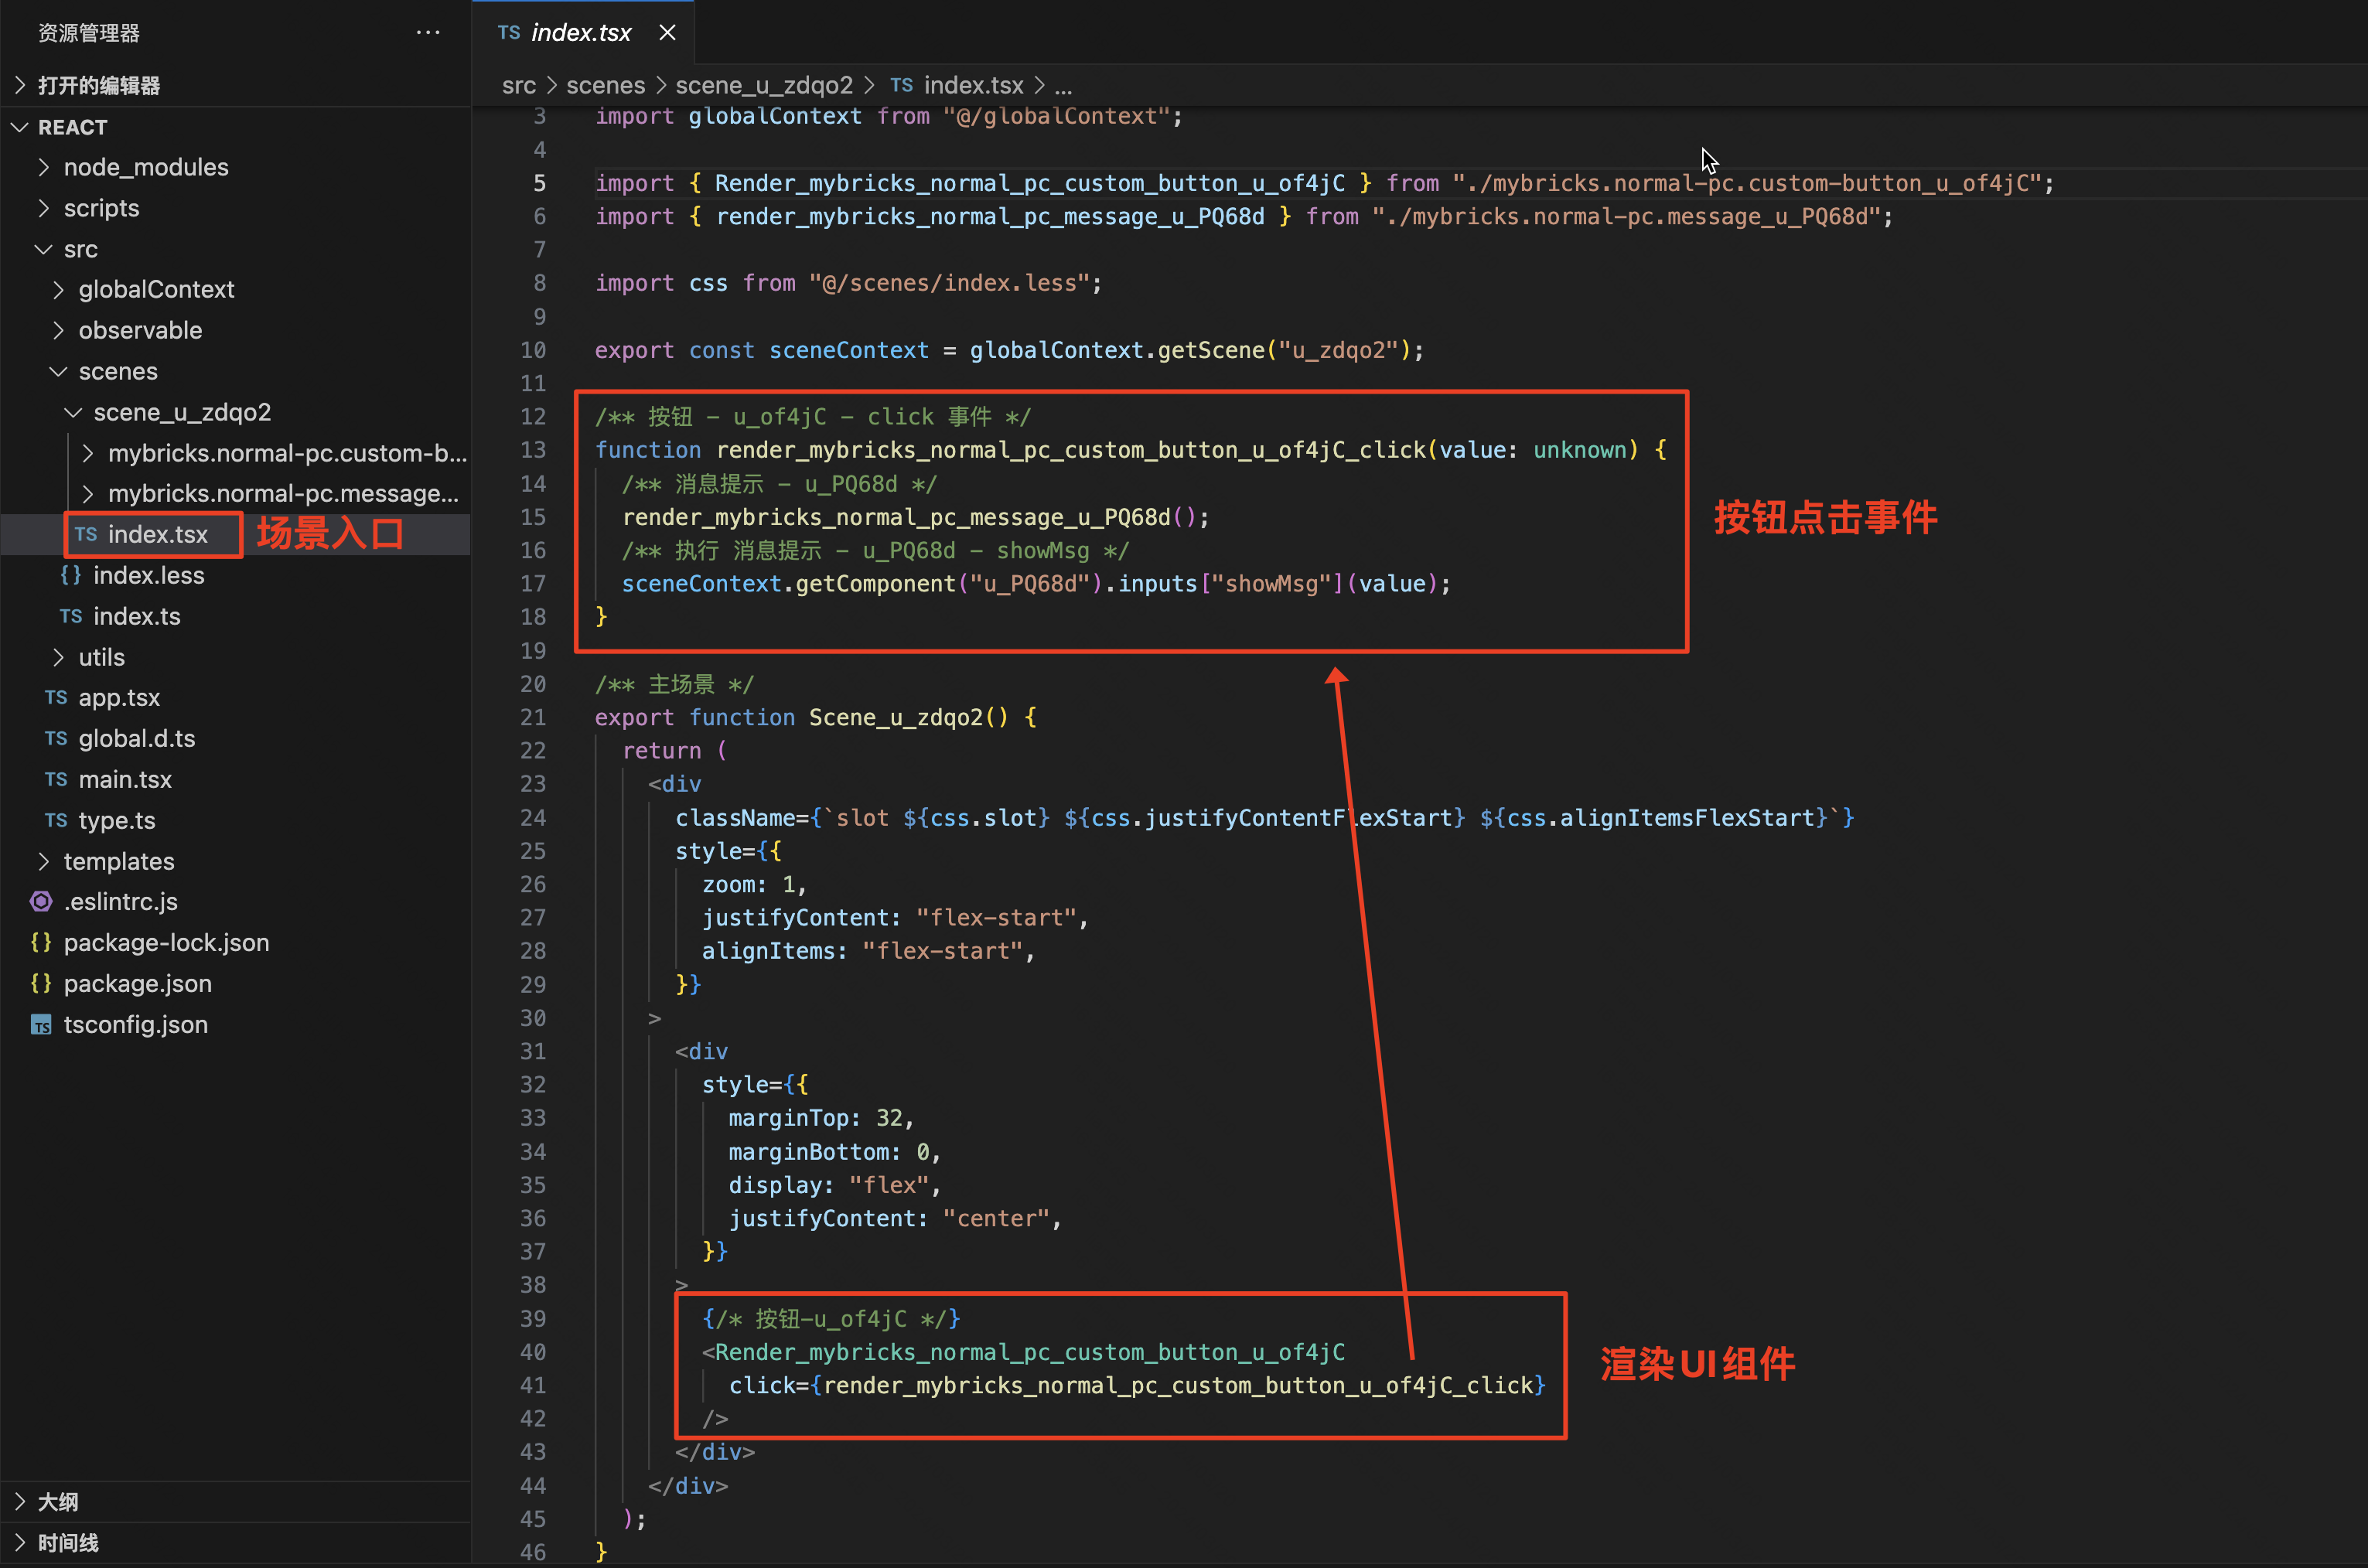 资源管理器
打开的编辑器
REACT
node_modules
scripts
src
globalContext
observable
scenes
scene_u_zdqo2
mybricks.normal-pc.custom-b...
mybricks.normal-pc.message...
TS index.tsx 场景入口
{} index.less
TS index.ts
utils
TS app.tsx
TS global.d.ts
TS main.tsx
TS type.ts
templates
.eslintrc.js
{} package-lock.json
{} package.json
TS tsconfig.json
大纲
时间线
TS index.tsx
src > scenes > scene_u_zdqo2 > TS index.tsx > ...
3 import globalContext from "@/globalContext";
4
5 import { Render_mybricks_normal_pc_custom_button_u_of4jC } from "./mybricks.normal-pc.custom-button_u_of4jC";
6 import { render_mybricks_normal_pc_message_u_PQ68d } from "./mybricks.normal-pc.message_u_PQ68d";
7
8 import css from "@/scenes/index.less";
9
10 export const sceneContext = globalContext.getScene("u_zdqo2");
11
12 /** 按钮 - u_of4jC - click 事件 */
13 function render_mybricks_normal_pc_custom_button_u_of4jC_click(value: unknown) {
14 /** 消息提示 - u_PQ68d */
15 render_mybricks_normal_pc_message_u_PQ68d();
16 /** 执行 消息提示 - u_PQ68d - showMsg */
17 sceneContext.getComponent("u_PQ68d").inputs["showMsg"](value);
18 }
19
按钮点击事件
20 /** 主场景 */
21 export function Scene_u_zdqo2() {
22 return (
23 <div
24 className={`slot ${css.slot} ${css.justifyContentFlexStart} ${css.alignItemsFlexStart}`}
25 style={{
26 zoom: 1,
27 justifyContent: "flex-start",
28 alignItems: "flex-start",
29 }}
30 >
31 <div
32 style={{
33 marginTop: 32,
34 marginBottom: 0,
35 display: "flex",
36 justifyContent: "center",
37 }}
38 >
39 {/* 按钮-u_of4jC */}
40 <Render_mybricks_normal_pc_custom_button_u_of4jC
41 click={render_mybricks_normal_pc_custom_button_u_of4jC_click}
42 />
渲染UI组件
43 </div>
44 </div>
45 );
46 }